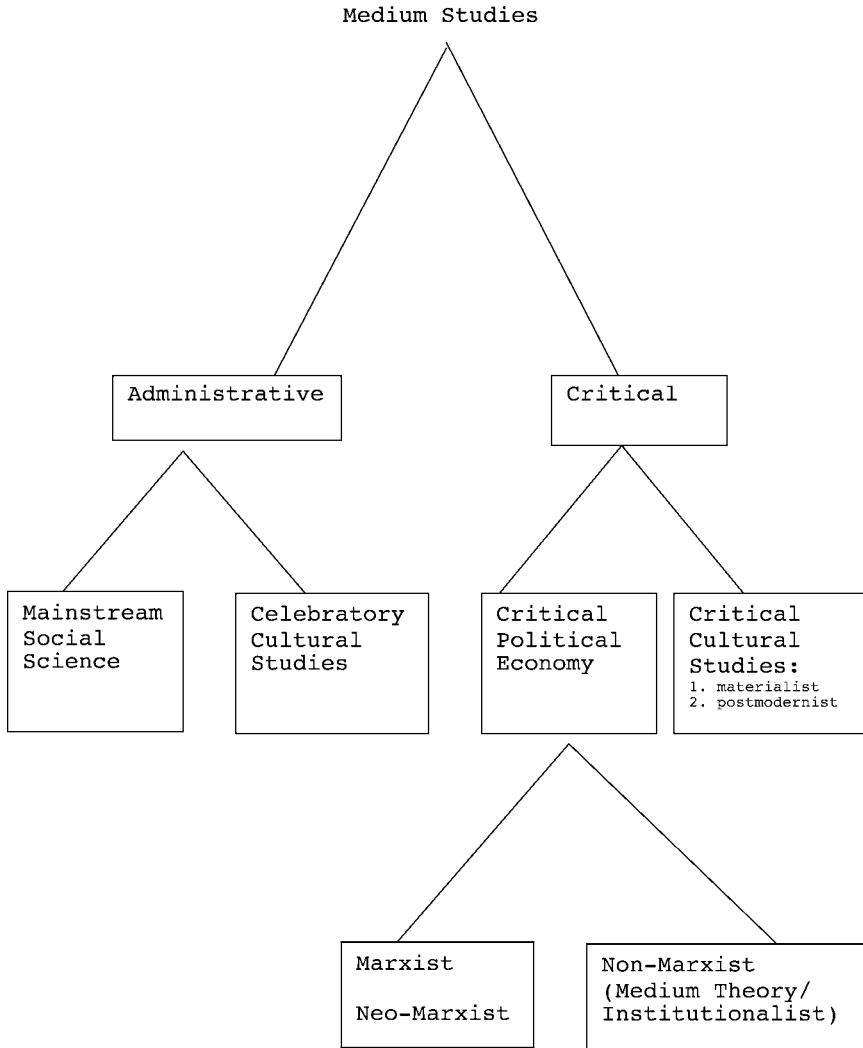 Medium Studies
Administrative
Critical
Mainstream
Social
Science
Celebratory
Cultural
Studies
Critical
Political
Economy
Critical
Cultural
Studies:
1. materialist
2. postmodernist
Marxist
Neo-Marxist
Non-Marxist
(Medium Theory/
Institutionalist)